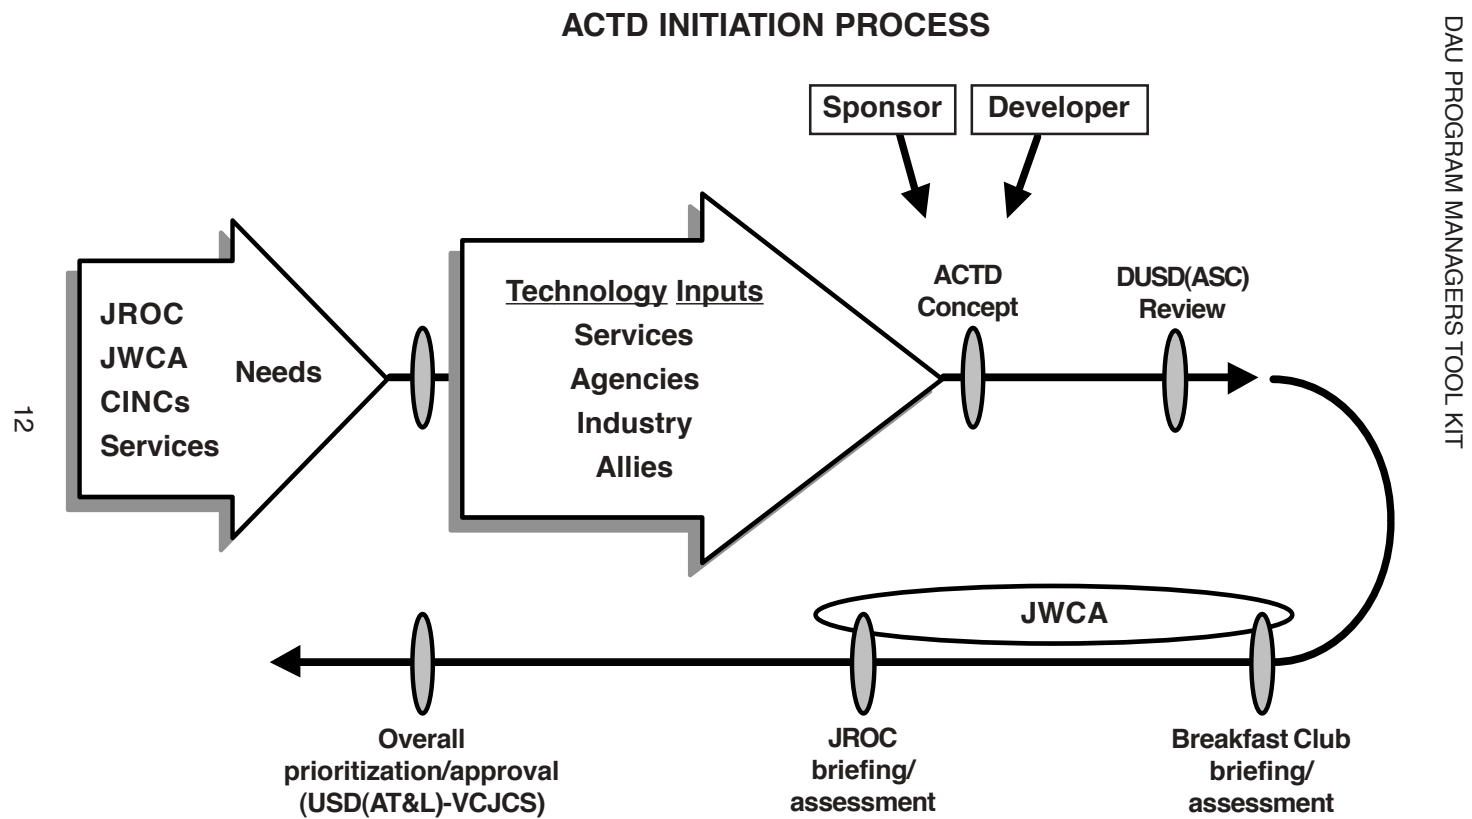 ACTD INITIATION PROCESS
DAU PROGRAM MANAGERS TOOL KIT
Sponsor
Developer
JROC
JWCA
CINCs
Services
Needs
Technology Inputs
Services
Agencies
Industry
Allies
ACTD
Concept
DUSD(ASC)
Review
12
JWCA
Overall
prioritization/approval
(USD(AT&L)-VCJCS)
JROC
briefing/
assessment
Breakfast Club
briefing/
assessment